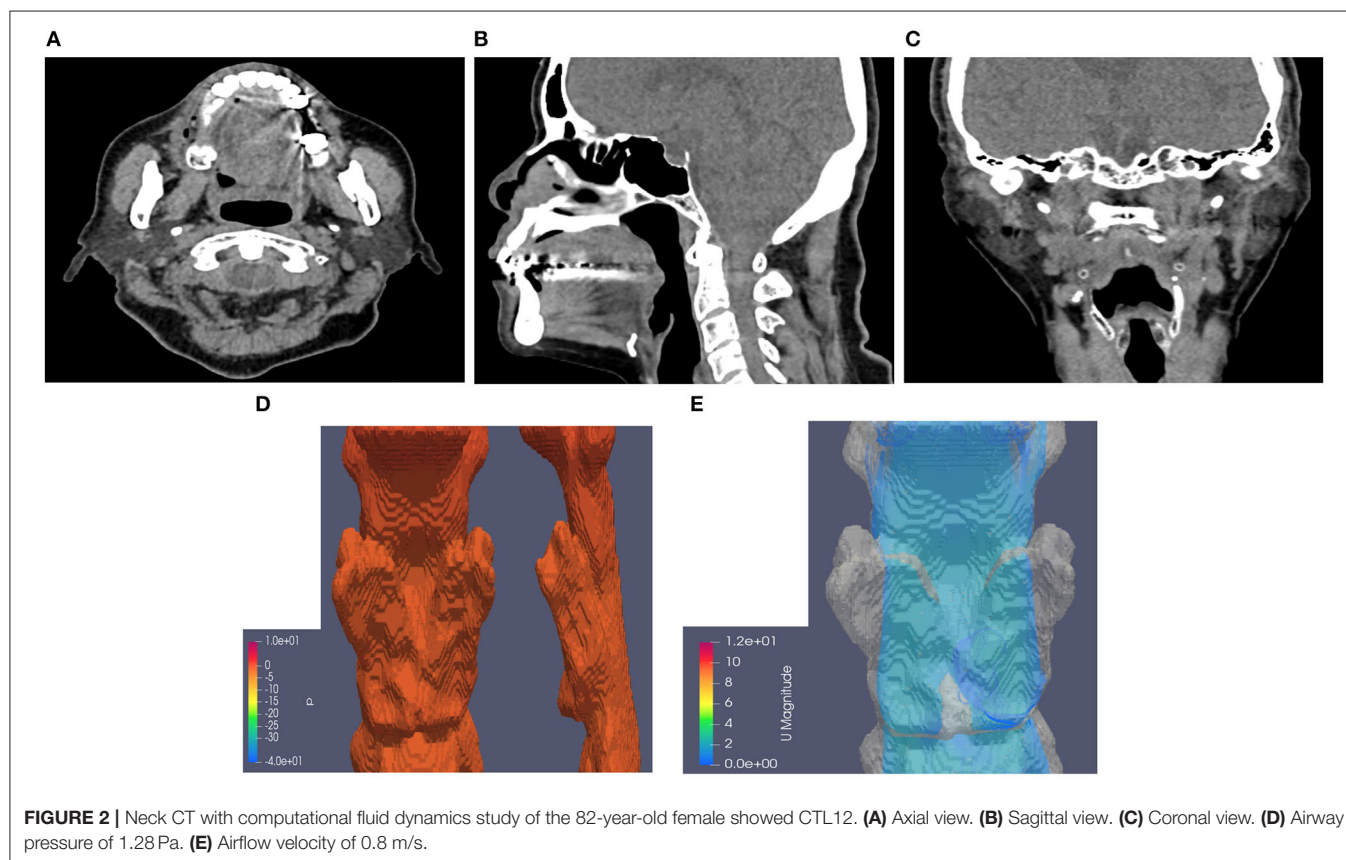 A
B
C
D
E
1.0e+01
0
-5
-10
-15
-20
-25
-30
-4.0e+01
P
1.2e+01
10
8
6
4
2
0.0e+00
U Magnitude
FIGURE 2 | Neck CT with computational fluid dynamics study of the 82-year-old female showed CTL12. (A) Axial view. (B) Sagittal view. (C) Coronal view. (D) Airway
pressure of 1.28 Pa. (E) Airflow velocity of 0.8 m/s.